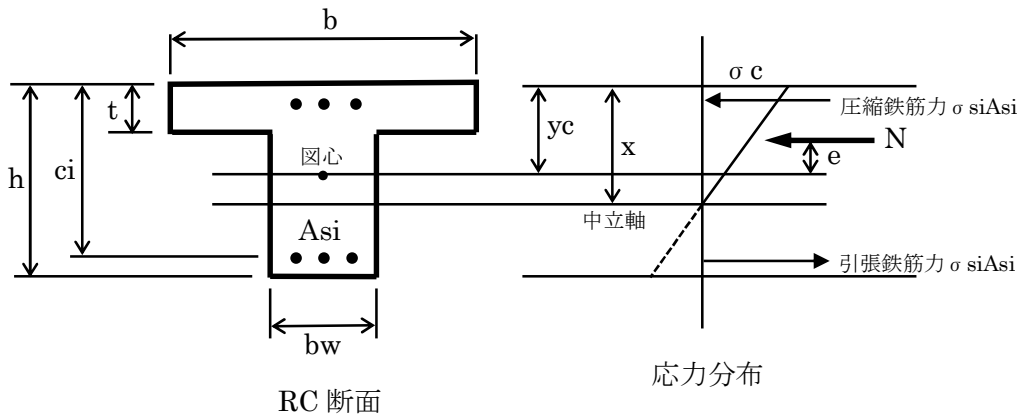 b
t
h
ci
図心
Asi
bw
RC 断面
σ c
圧縮鉄筋力 σ siAsi
yc
x
N
e
中立軸
引張鉄筋力 σ siAsi
応力分布